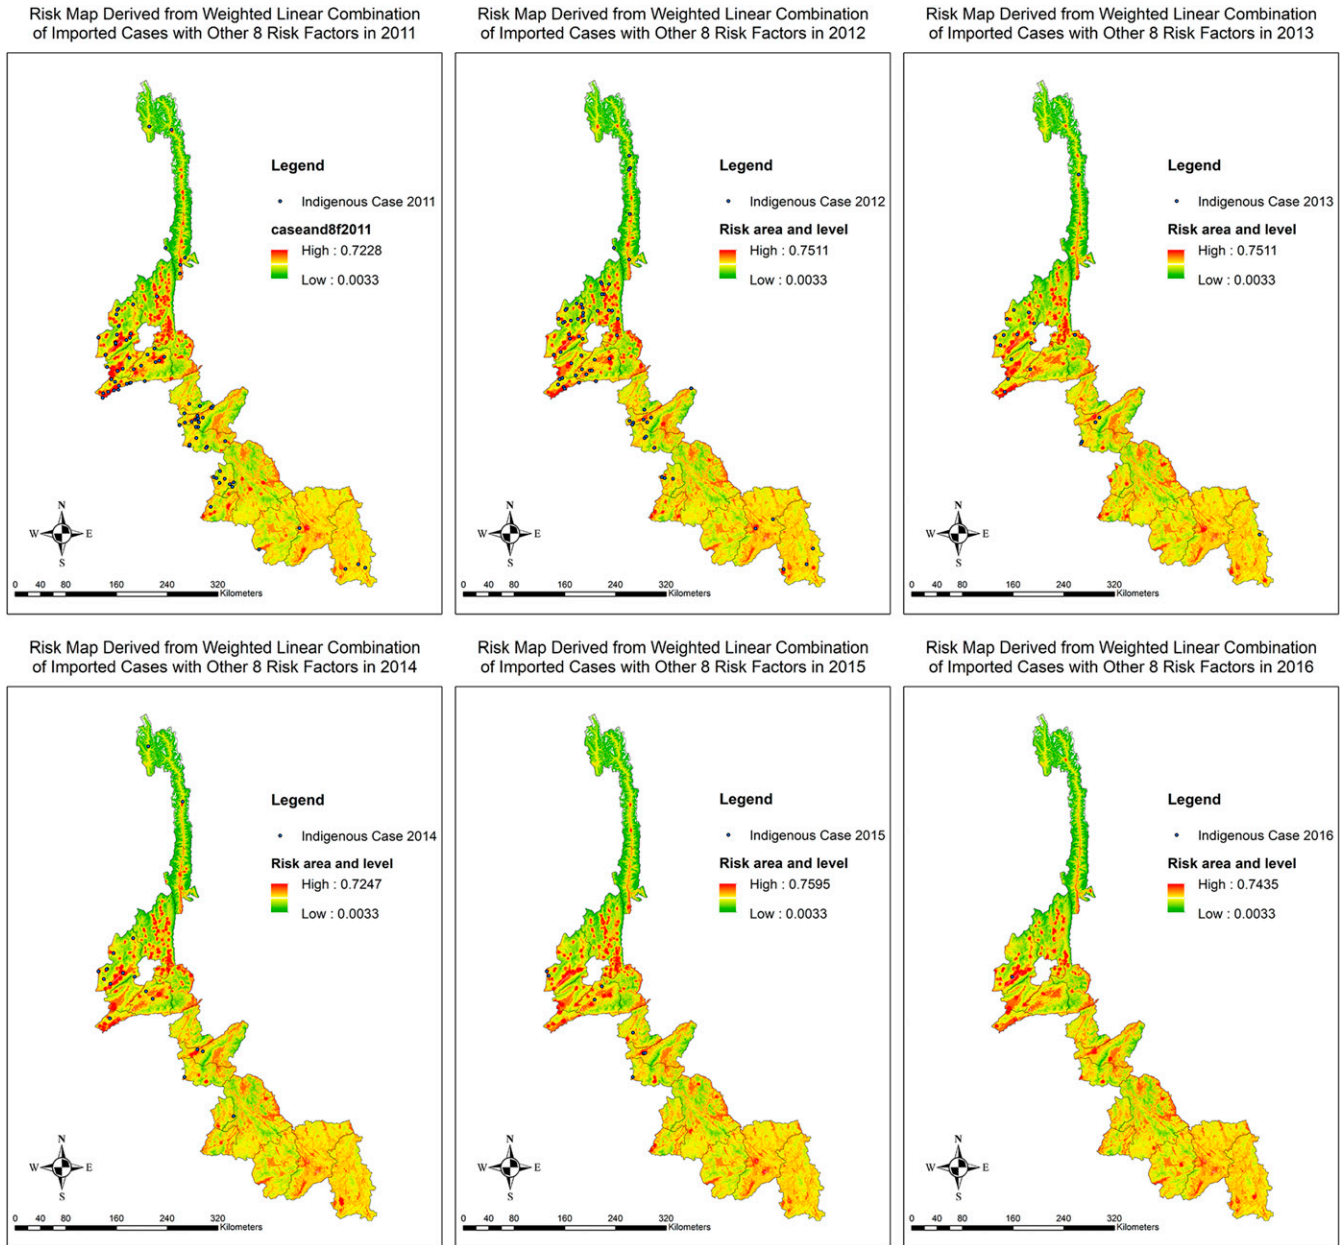 Risk Map Derived from Weighted Linear Combination
of Imported Cases with Other 8 Risk Factors in 2011
Legend
Indigenous Case 2011
caseand8f2011
High : 0.7228
Low : 0.0033
N
W E
S
0 40 80 160 240 320
Kilometers
Risk Map Derived from Weighted Linear Combination
of Imported Cases with Other 8 Risk Factors in 2012
Legend
Indigenous Case 2012
Risk area and level
High : 0.7511
Low : 0.0033
N
W E
S
0 40 80 160 240 320
Kilometers
Risk Map Derived from Weighted Linear Combination
of Imported Cases with Other 8 Risk Factors in 2013
Legend
Indigenous Case 2013
Risk area and level
High : 0.7511
Low : 0.0033
N
W E
S
0 40 80 160 240 320
Kilometers
Risk Map Derived from Weighted Linear Combination
of Imported Cases with Other 8 Risk Factors in 2014
Legend
Indigenous Case 2014
Risk area and level
High : 0.7247
Low : 0.0033
N
W E
S
0 40 80 160 240 320
Kilometers
Risk Map Derived from Weighted Linear Combination
of Imported Cases with Other 8 Risk Factors in 2015
Legend
Indigenous Case 2015
Risk area and level
High : 0.7595
Low : 0.0033
N
W E
S
0 40 80 160 240 320
Kilometers
Risk Map Derived from Weighted Linear Combination
of Imported Cases with Other 8 Risk Factors in 2016
Legend
Indigenous Case 2016
Risk area and level
High : 0.7435
Low : 0.0033
N
W E
S
0 40 80 160 240 320
Kilometers